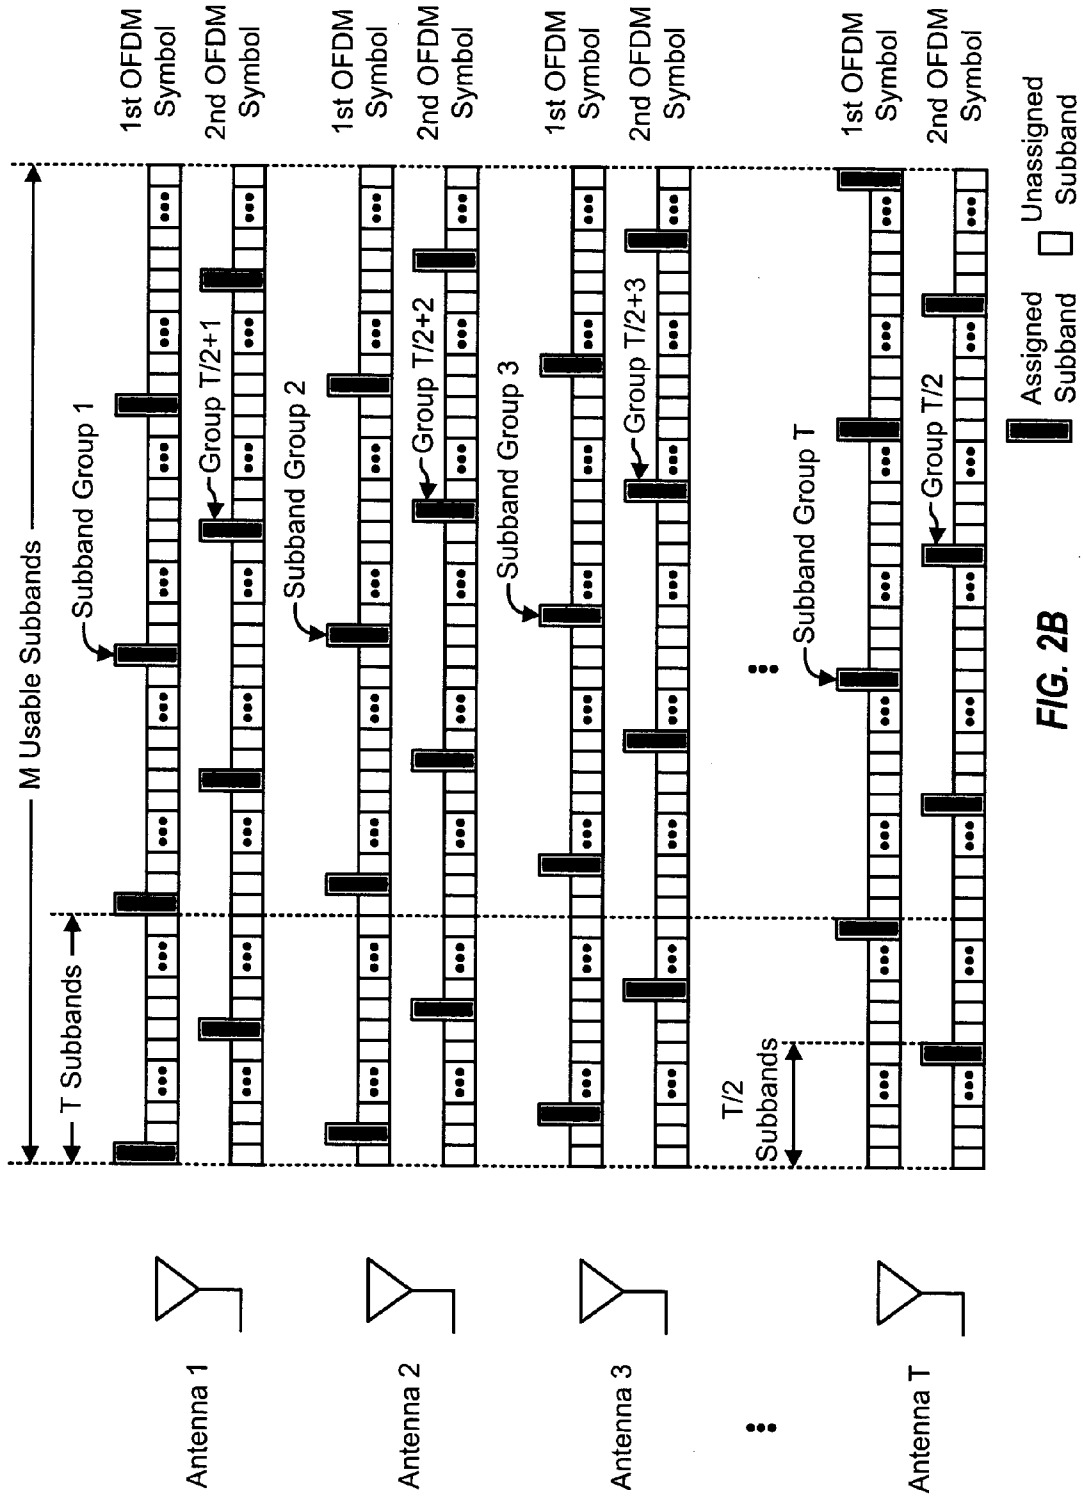 M Usable Subbands
T Subbands
Antenna 1
Subband Group 1
1st OFDM
Symbol
Group T/2+1
2nd OFDM
Symbol
Antenna 2
Subband Group 2
1st OFDM
Symbol
Group T/2+2
2nd OFDM
Symbol
Antenna 3
Subband Group 3
1st OFDM
Symbol
Group T/2+3
2nd OFDM
Symbol
T/2
Subbands
Antenna T
Subband Group T
1st OFDM
Symbol
Group T/2
2nd OFDM
Symbol
Assigned
Subband
Unassigned
Subband
FIG. 2B